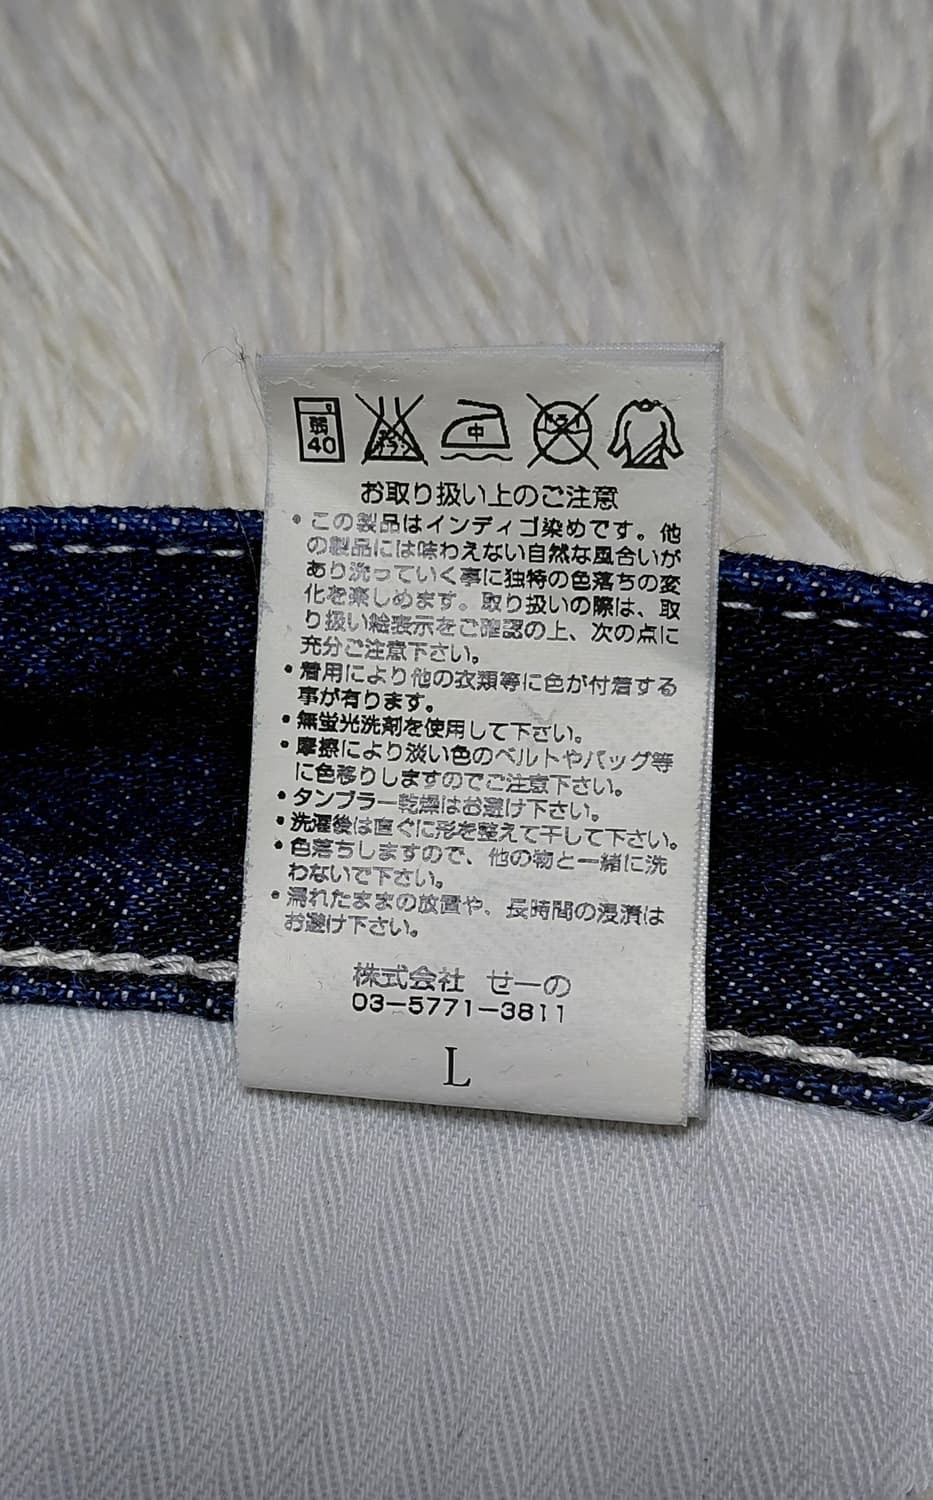 弱
40
エンソ
サラシ
中
ドライ
お取り扱い上のご注意
・この製品はインディゴ染めです。他
の製品には味わえない自然な風合いが
あり洗っていく事に独特の色落ちの変
化を楽しめます。取り扱いの際は、取
り扱い絵表示をご確認の上、次の点に
充分ご注意下さい。
・着用により他の衣類等に色が付着する
事が有ります。
・無蛍光洗剤を使用して下さい。
・摩擦により淡い色のベルトやバッグ等
に色移りしますのでご注意下さい。
・タンブラー乾燥はお避け下さい。
・洗濯後は直ぐに形を整えて干して下さい。
・色落ちしますので、他の物と一緒に洗
わないで下さい。
・濡れたままの放置や、長時間の浸漬は
お避け下さい。
株式会社 せーの
03-5771-3811
L